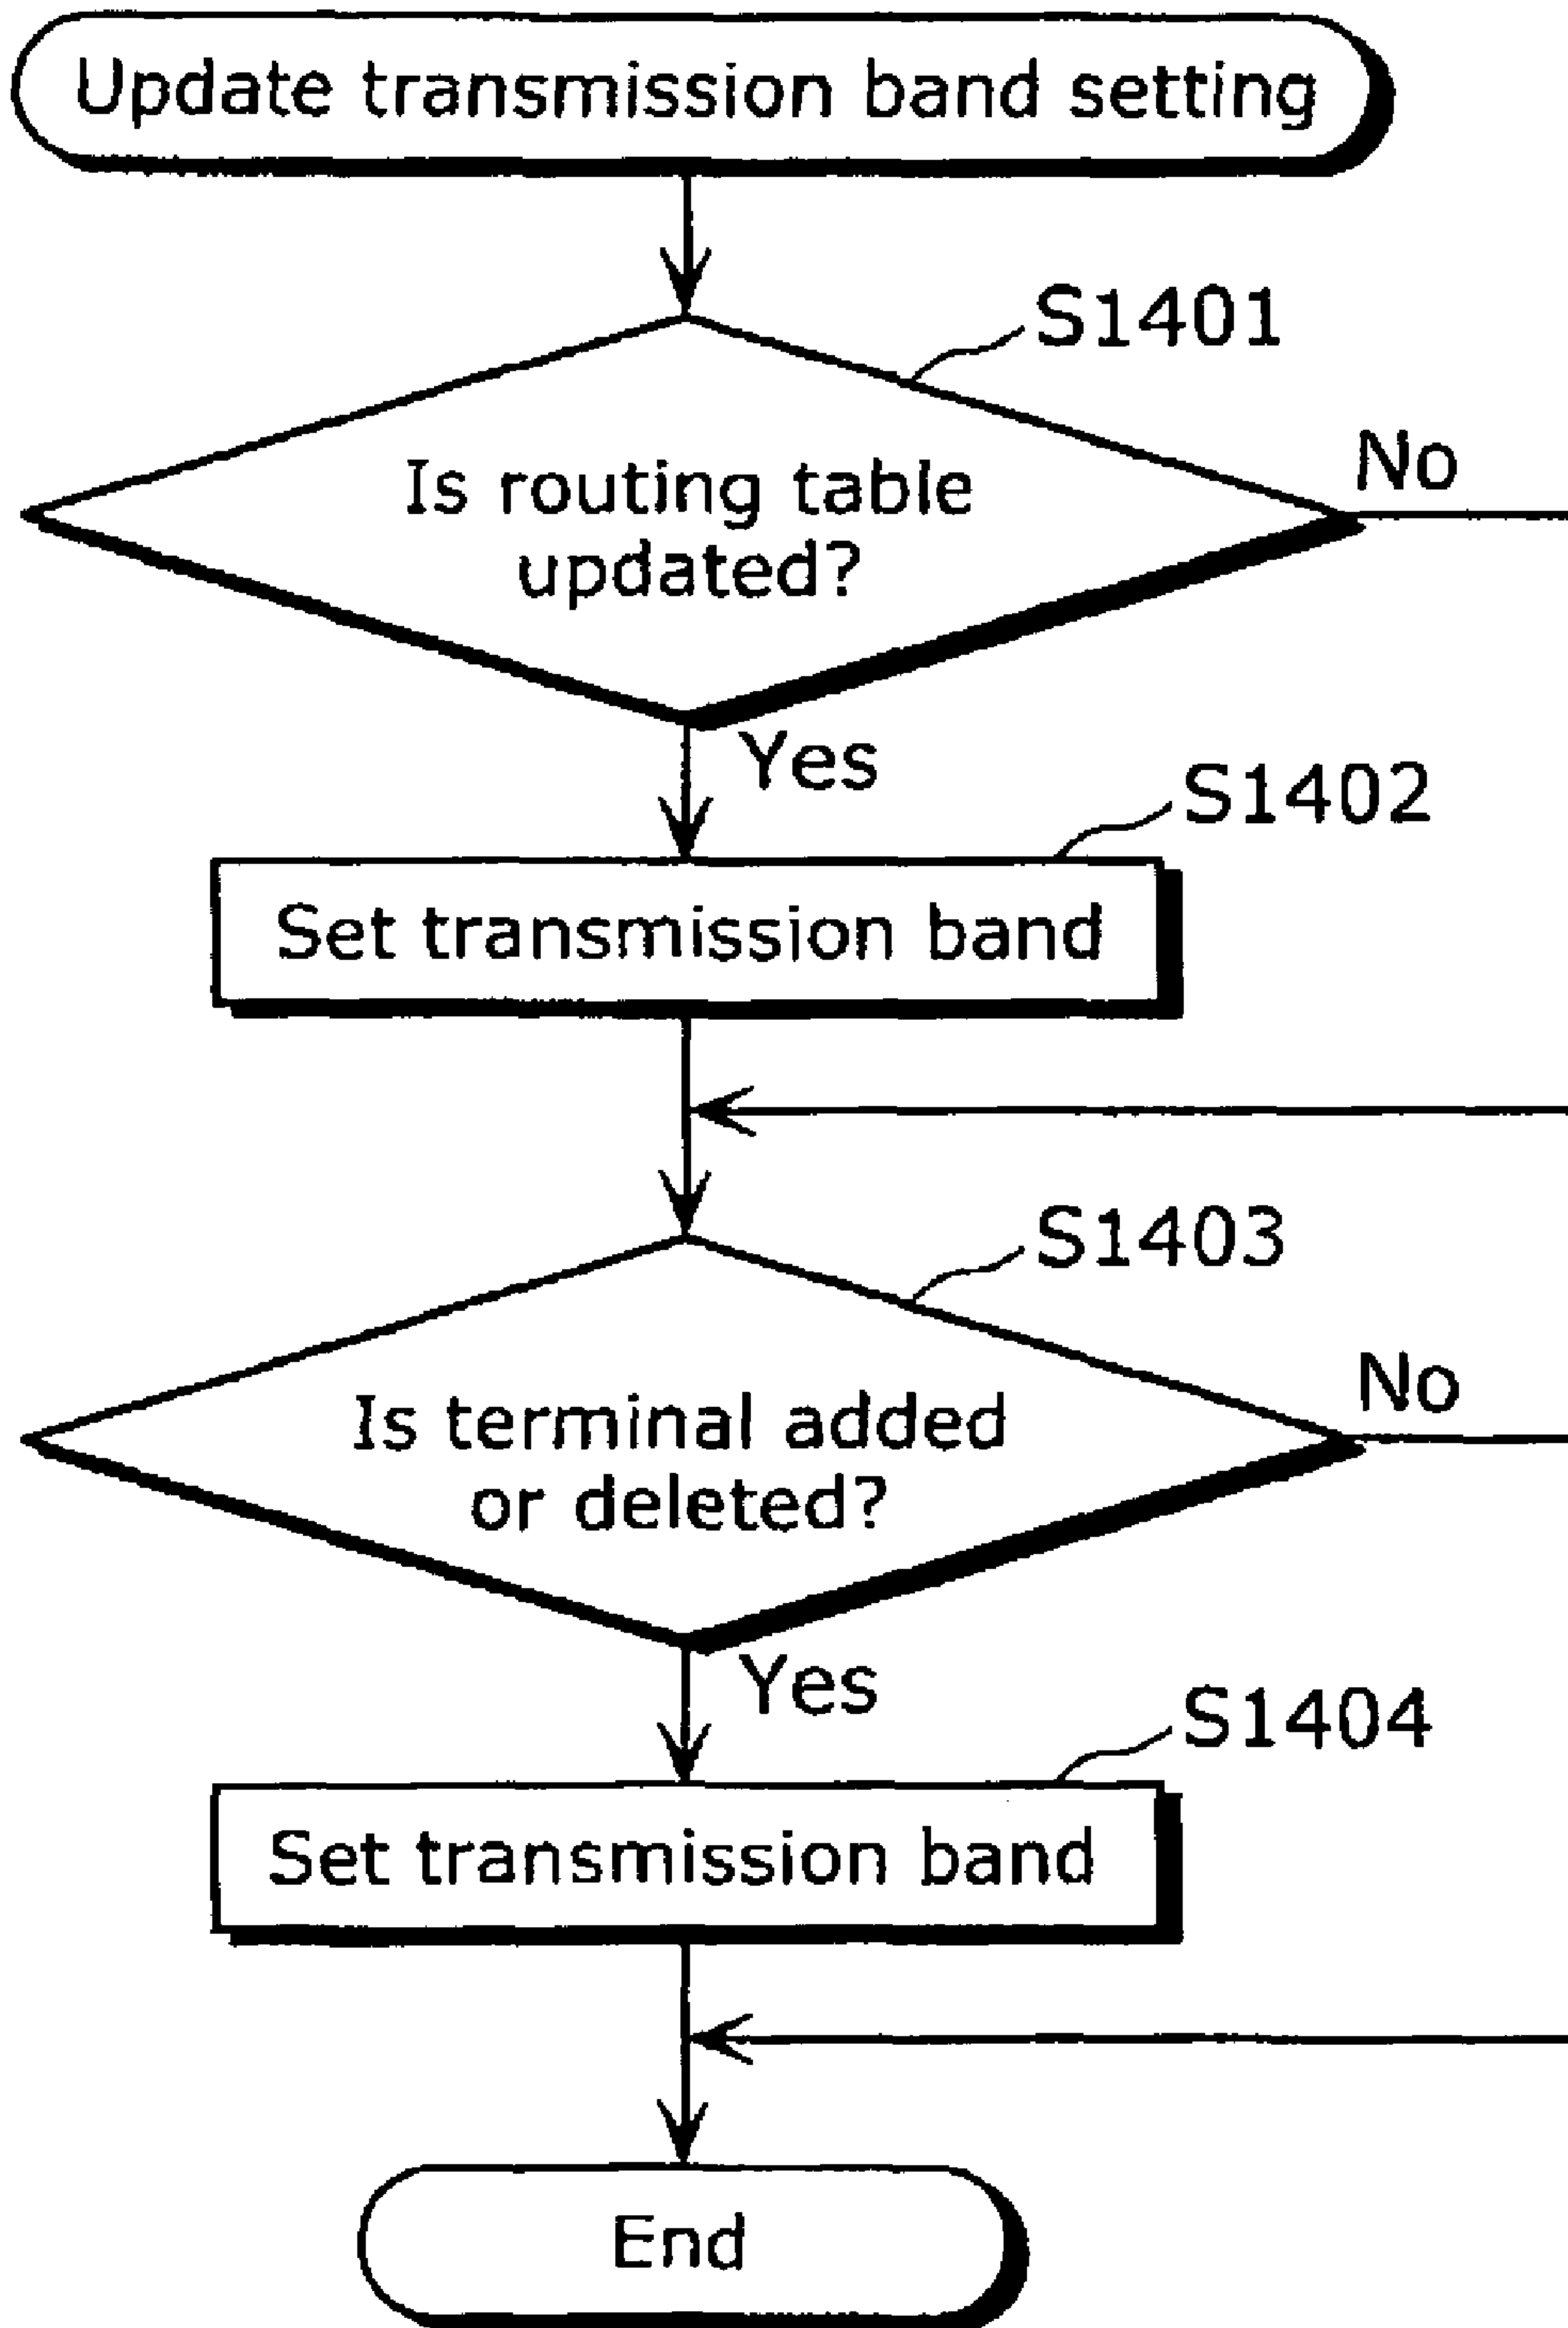 Update transmission band setting
S1401
No
Is routing table
updated?
Yes
S1402
Set transmission band
S1403
No
Is terminal added
or deleted?
Yes
S1404
Set transmission band
End